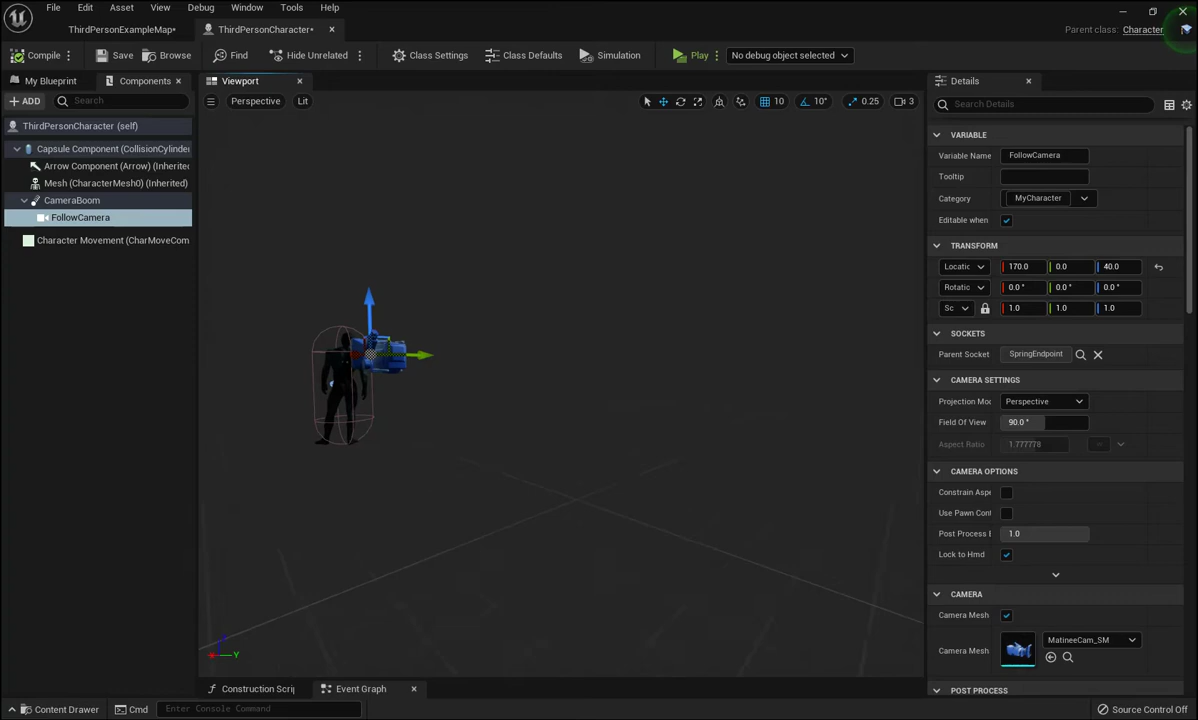 File Edit Asset View Debug Window Tools Help
ThirdPersonExampleMap* ThirdPersonCharacter* Parent class: Character
Compile Save Browse Find Hide Unrelated Class Settings Class Defaults Simulation Play No debug object selected
My Blueprint Components Viewport Details
+ ADD Search Perspective Lit 10 10° 0.25 3 Search Details
ThirdPersonCharacter (self)
Capsule Component (CollisionCylinde
Arrow Component (Arrow) (Inherited
Mesh (CharacterMesh0) (Inherited)
CameraBoom
FollowCamera
Character Movement (CharMoveCom
VARIABLE
Variable Name FollowCamera
Tooltip
Category MyCharacter
Editable when
TRANSFORM
Locatic 170.0 0.0 40.0
Rotatic 0.0 ° 0.0 ° 0.0 °
Sc 1.0 1.0 1.0
SOCKETS
Parent Socket SpringEndpoint
CAMERA SETTINGS
Projection Moc Perspective
Field Of View 90.0 °
Aspect Ratio 1.777778
CAMERA OPTIONS
Constrain Aspe
Use Pawn Cont
Post Process E 1.0
Lock to Hmd
CAMERA
Camera Mesh
Camera Mesh MatineeCam_SM
POST PROCESS
Y
Construction Scrip Event Graph
Content Drawer Cmd Enter Console Command Source Control Off